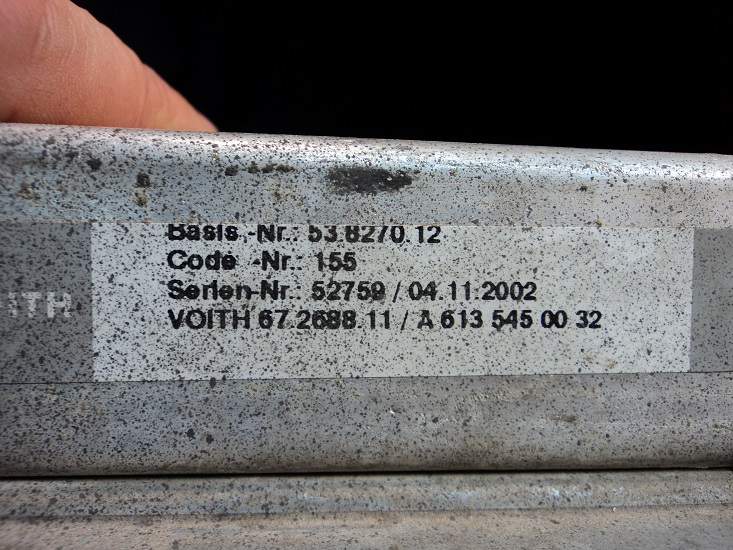 Basis.-Nr.: 53.8270.12
Code -Nr.: 155
Serien-Nr.: 52759 / 04.11.2002
VOITH 67.2688.11 / A 613 545 00 32
ITH